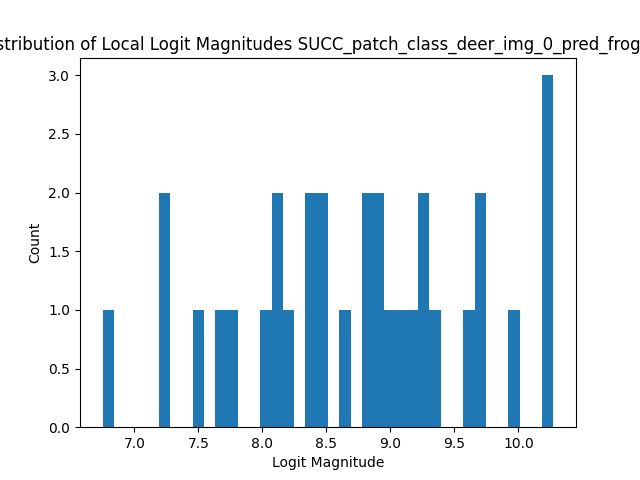 stribution of Local Logit Magnitudes SUCC_patch_class_deer_img_0_pred_frog
3.0
2.5
2.0
1.5
1.0
0.5
0.0
Count
7.0 7.5 8.0 8.5 9.0 9.5 10.0
Logit Magnitude